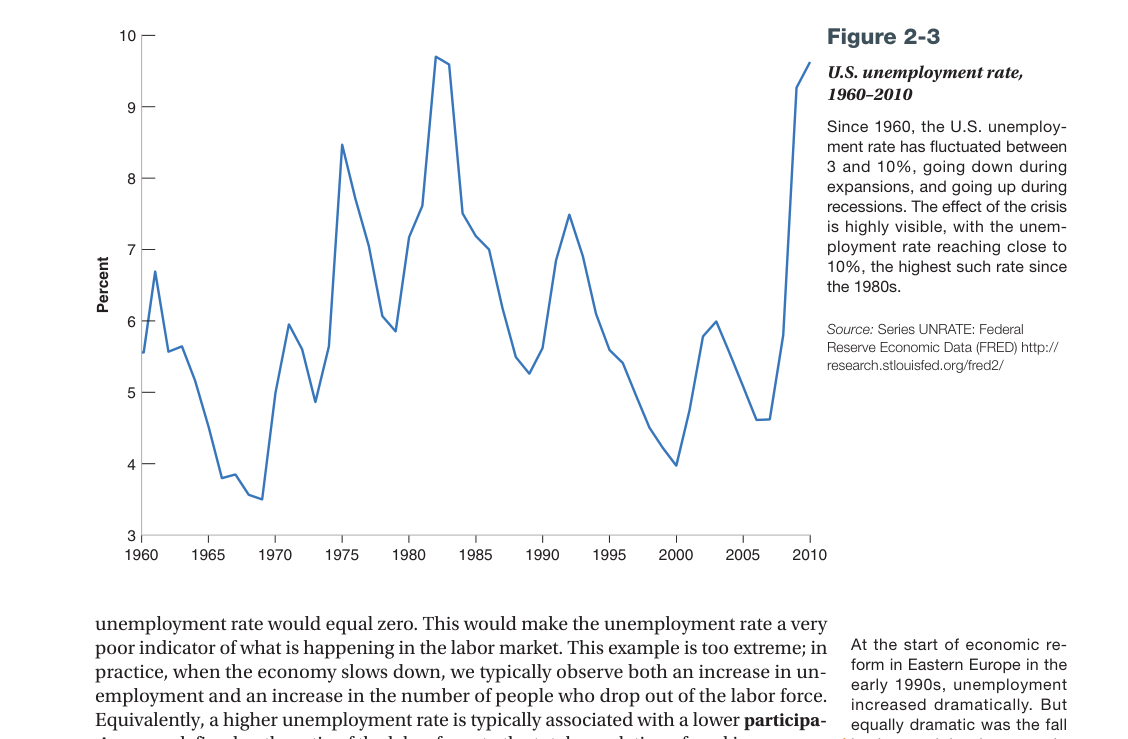 10
9
8
7
6
5
4
3
Percent
1960 1965 1970 1975 1980 1985 1990 1995 2000 2005 2010
Figure 2-3
U.S. unemployment rate,
1960–2010
Since 1960, the U.S. unemploy-
ment rate has fluctuated between
3 and 10%, going down during
expansions, and going up during
recessions. The effect of the crisis
is highly visible, with the unem-
ployment rate reaching close to
10%, the highest such rate since
the 1980s.
Source: Series UNRATE: Federal
Reserve Economic Data (FRED) http://
research.stlouisfed.org/fred2/
unemployment rate would equal zero. This would make the unemployment rate a very
poor indicator of what is happening in the labor market. This example is too extreme; in
practice, when the economy slows down, we typically observe both an increase in un-
employment and an increase in the number of people who drop out of the labor force.
Equivalently, a higher unemployment rate is typically associated with a lower participa-
At the start of economic re-
form in Eastern Europe in the
early 1990s, unemployment
increased dramatically. But
equally dramatic was the fall